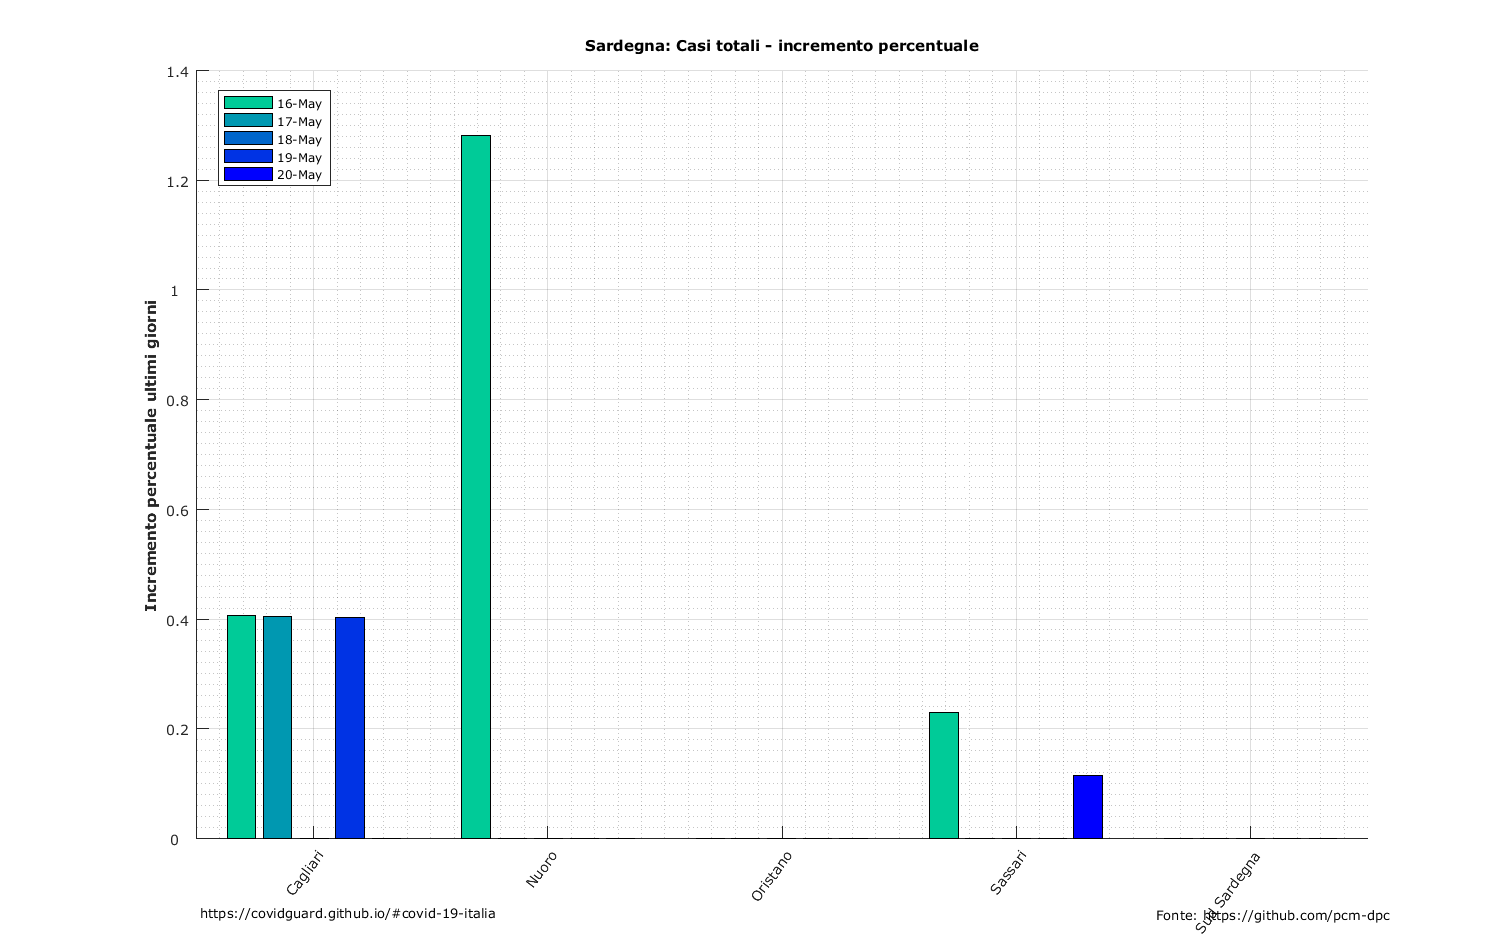 Sardegna: Casi totali - incremento percentuale
1.4
1.2
1
0.8
0.6
0.4
0.2
0
Incremento percentuale ultimi giorni
16-May
17-May
18-May
19-May
20-May
Cagliari
Nuoro
Oristano
Sassari
Sud Sardegna
https://covidguard.github.io/#covid-19-italia
Fonte: https://github.com/pcm-dpc